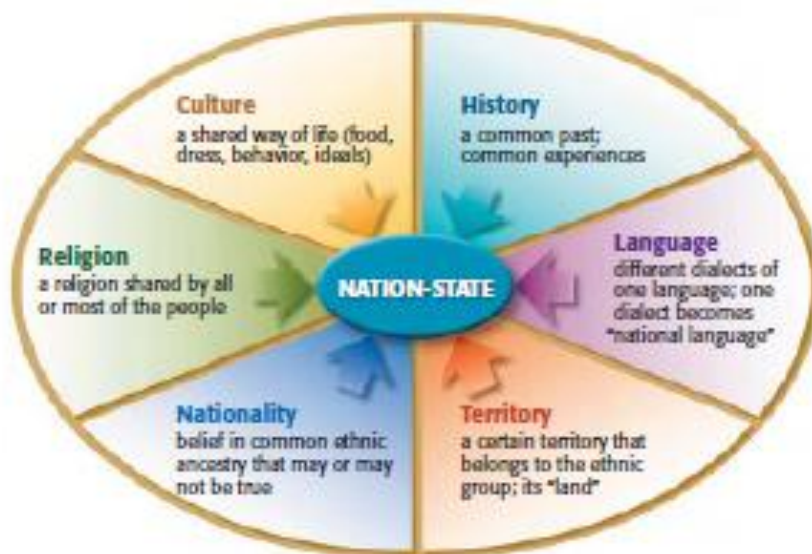 Culture
a shared way of life (food,
dress, behavior, ideals)
History
a common past;
common experiences
Religion
a religion shared by all
or most of the people
NATION-STATE
Language
different dialects of
one language; one
dialect becomes
"national language"
Nationality
belief in common ethnic
ancestry that may or may
not be true
Territory
a certain territory that
belongs to the ethnic
group; its "land"